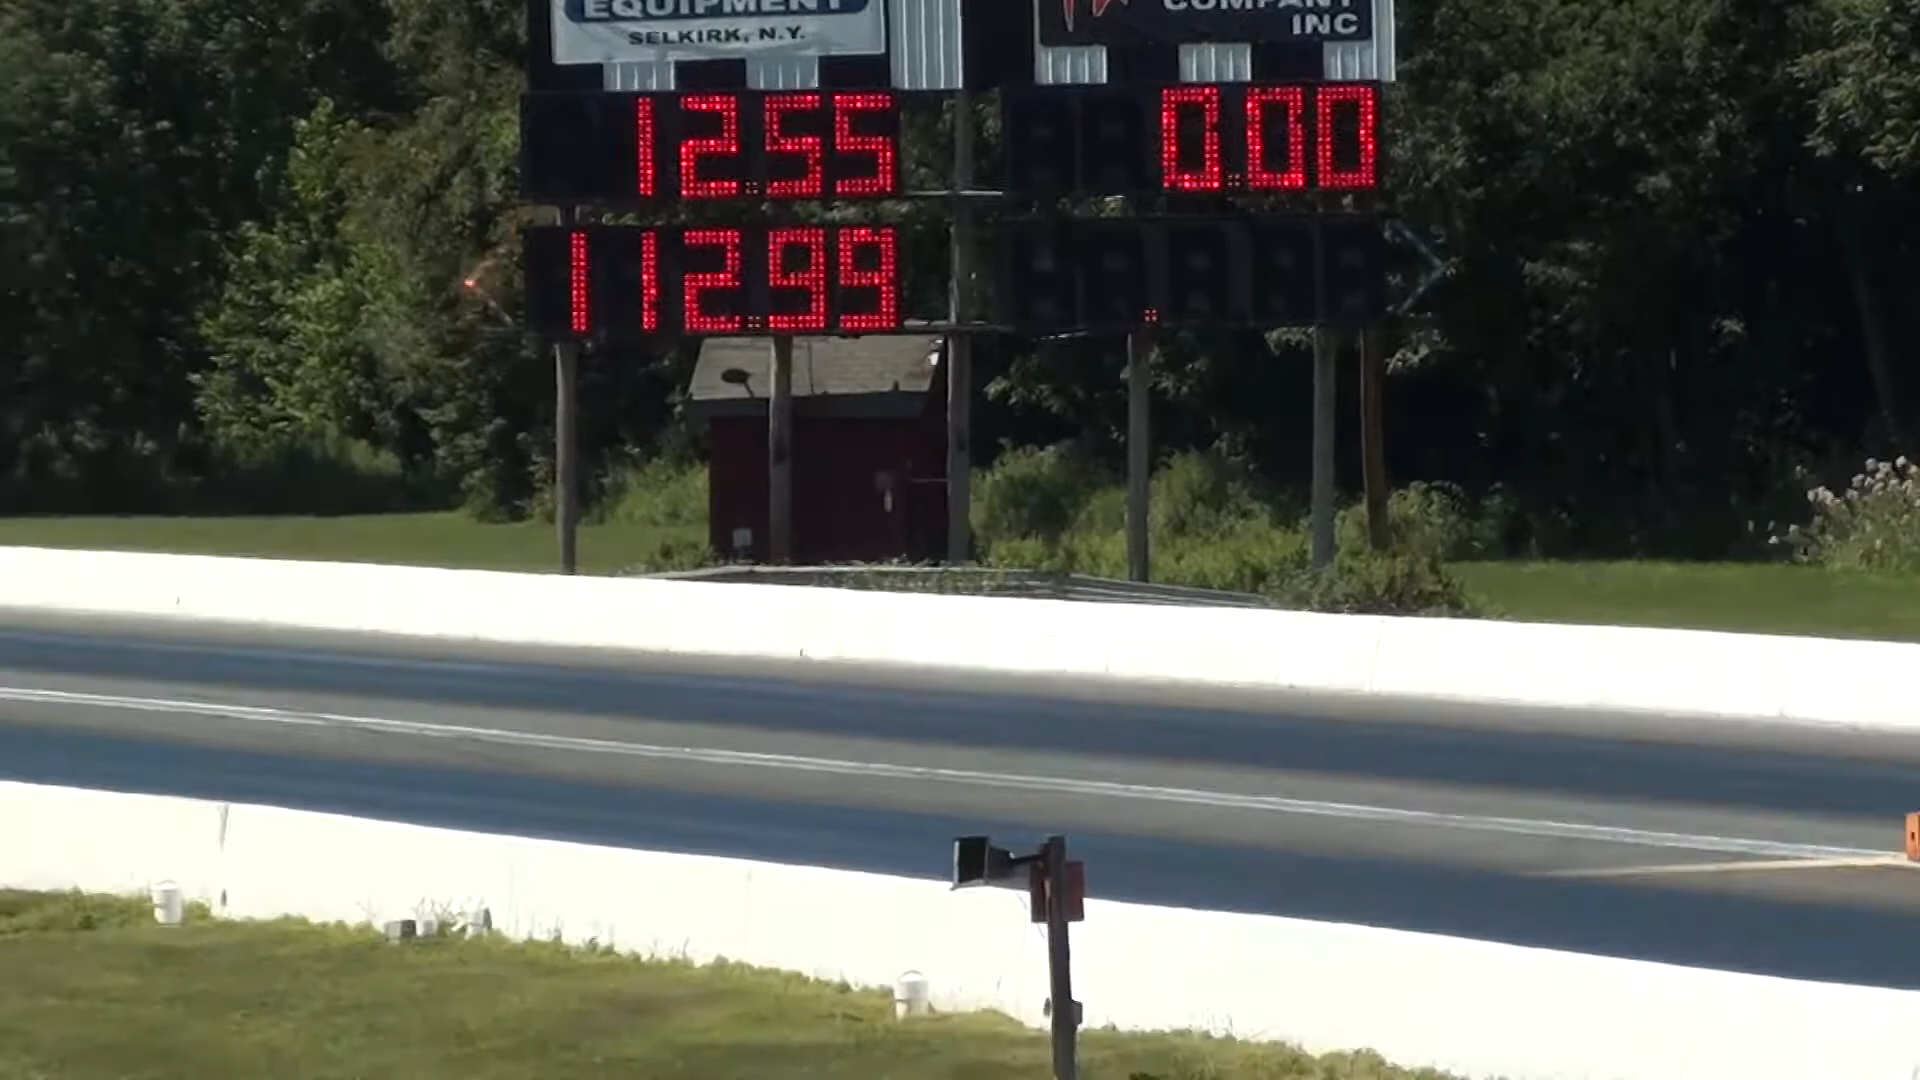 EQUIPMENT
SELKIRK, N.Y.
COMPANY
INC
12.55
0.00
112.99
.